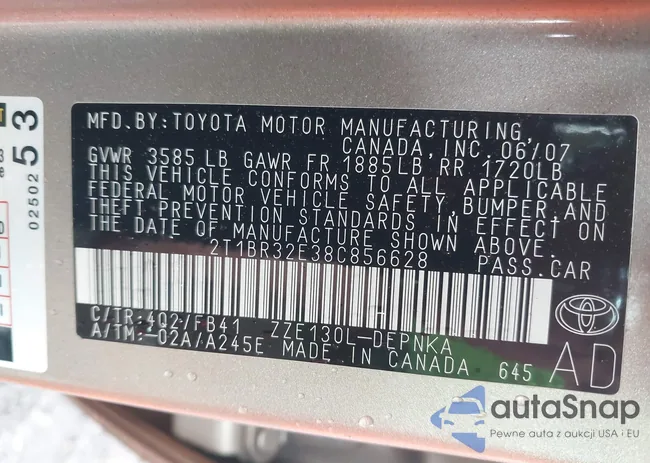 MFD. BY: TOYOTA MOTOR MANUFACTURING,
CANADA, INC. 06/07
GVWR 3585 LB GAWR FR 1885LB, RR 1720LB
THIS VEHICLE CONFORMS TO ALL APPLICABLE
FEDERAL MOTOR VEHICLE SAFETY, BUMPER AND
THEFT PREVENTION STANDARDS IN EFFECT ON
THE DATE OF MANUFACTURE SHOWN ABOVE.
2T1BR32E38C856628 PASS. CAR
C/TR: 4Q2/FB41 ZZE130L-DEPNKA
A/TM: -02A/A245E MADE IN CANADA 645
AD
02502
53
autaSnap
Pewne auta z aukcji USA i EU